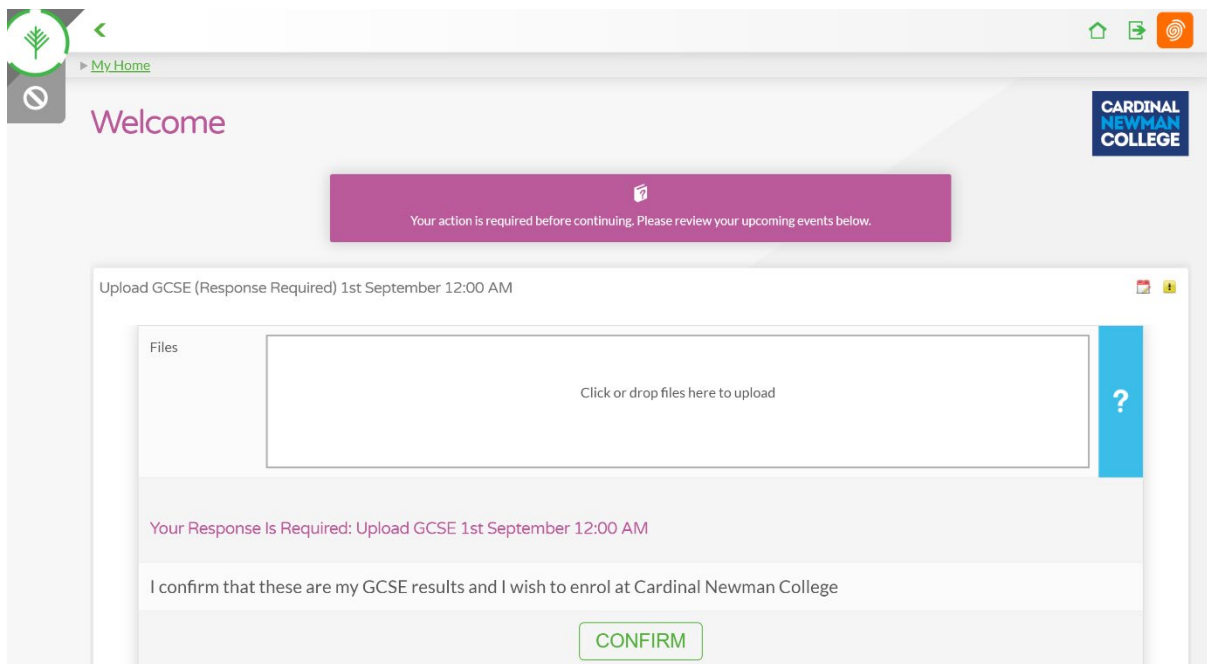 My Home
Welcome
CARDINAL
NEWMAN
COLLEGE
Your action is required before continuing. Please review your upcoming events below.
Upload GCSE (Response Required) 1st September 12:00 AM
Files
Click or drop files here to upload
?
Your Response Is Required: Upload GCSE 1st September 12:00 AM
I confirm that these are my GCSE results and I wish to enrol at Cardinal Newman College
CONFIRM